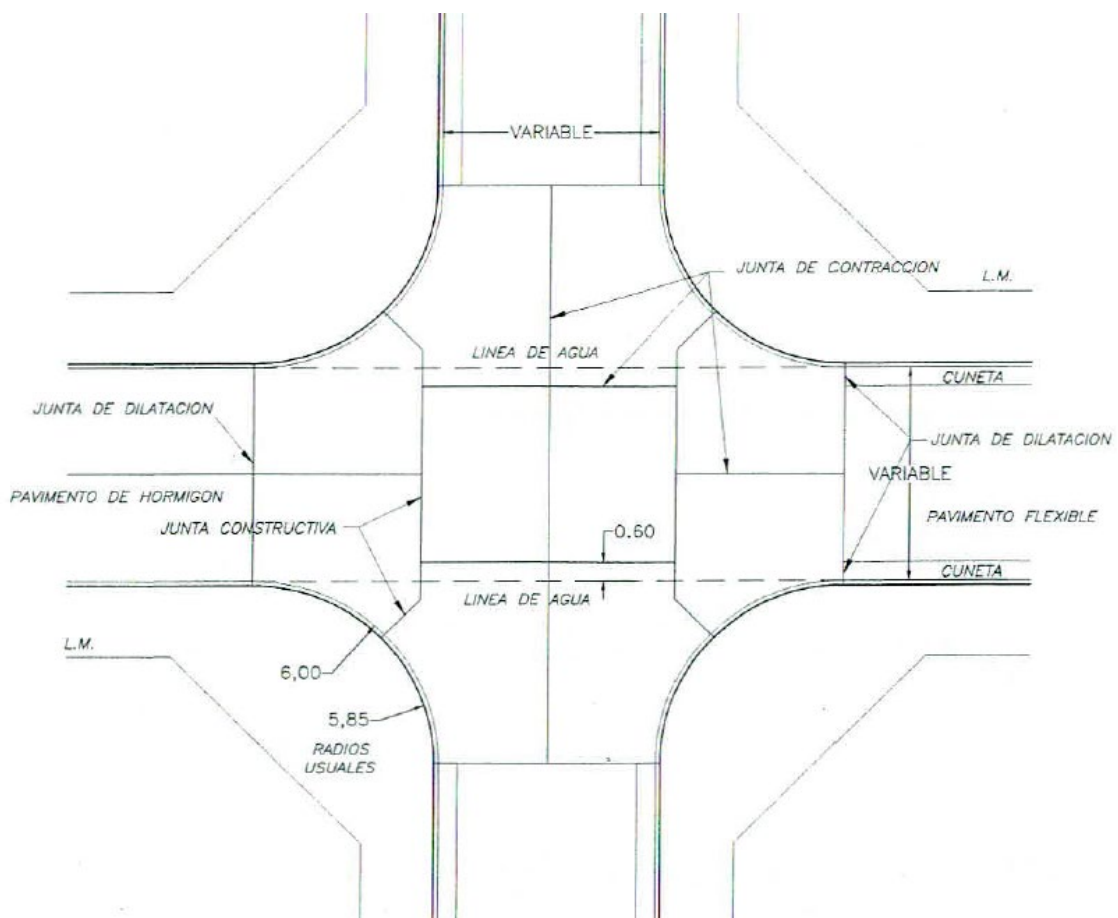 VARIABLE
JUNTA DE CONTRACCION
L.M.
LINEA DE AGUA
CUNETA
JUNTA DE DILATACION
JUNTA DE DILATACION
VARIABLE
PAVIMENTO DE HORMIGON
PAVIMENTO FLEXIBLE
JUNTA CONSTRUCTIVA
0.60
CUNETA
LINEA DE AGUA
L.M.
6,00
5,85
RADIOS
USUALES